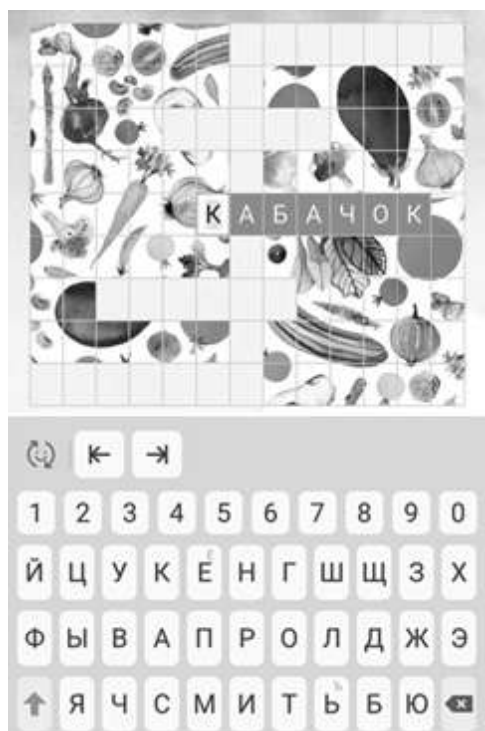 КАБАЧОК
1 2 3 4 5 6 7 8 9 0
Й Ц У К Е Ё Н Г Ш Щ З Х
Ф Ы В А П Р О Л Д Ж Э
Я Ч С М И Т Ь Ъ Б Ю